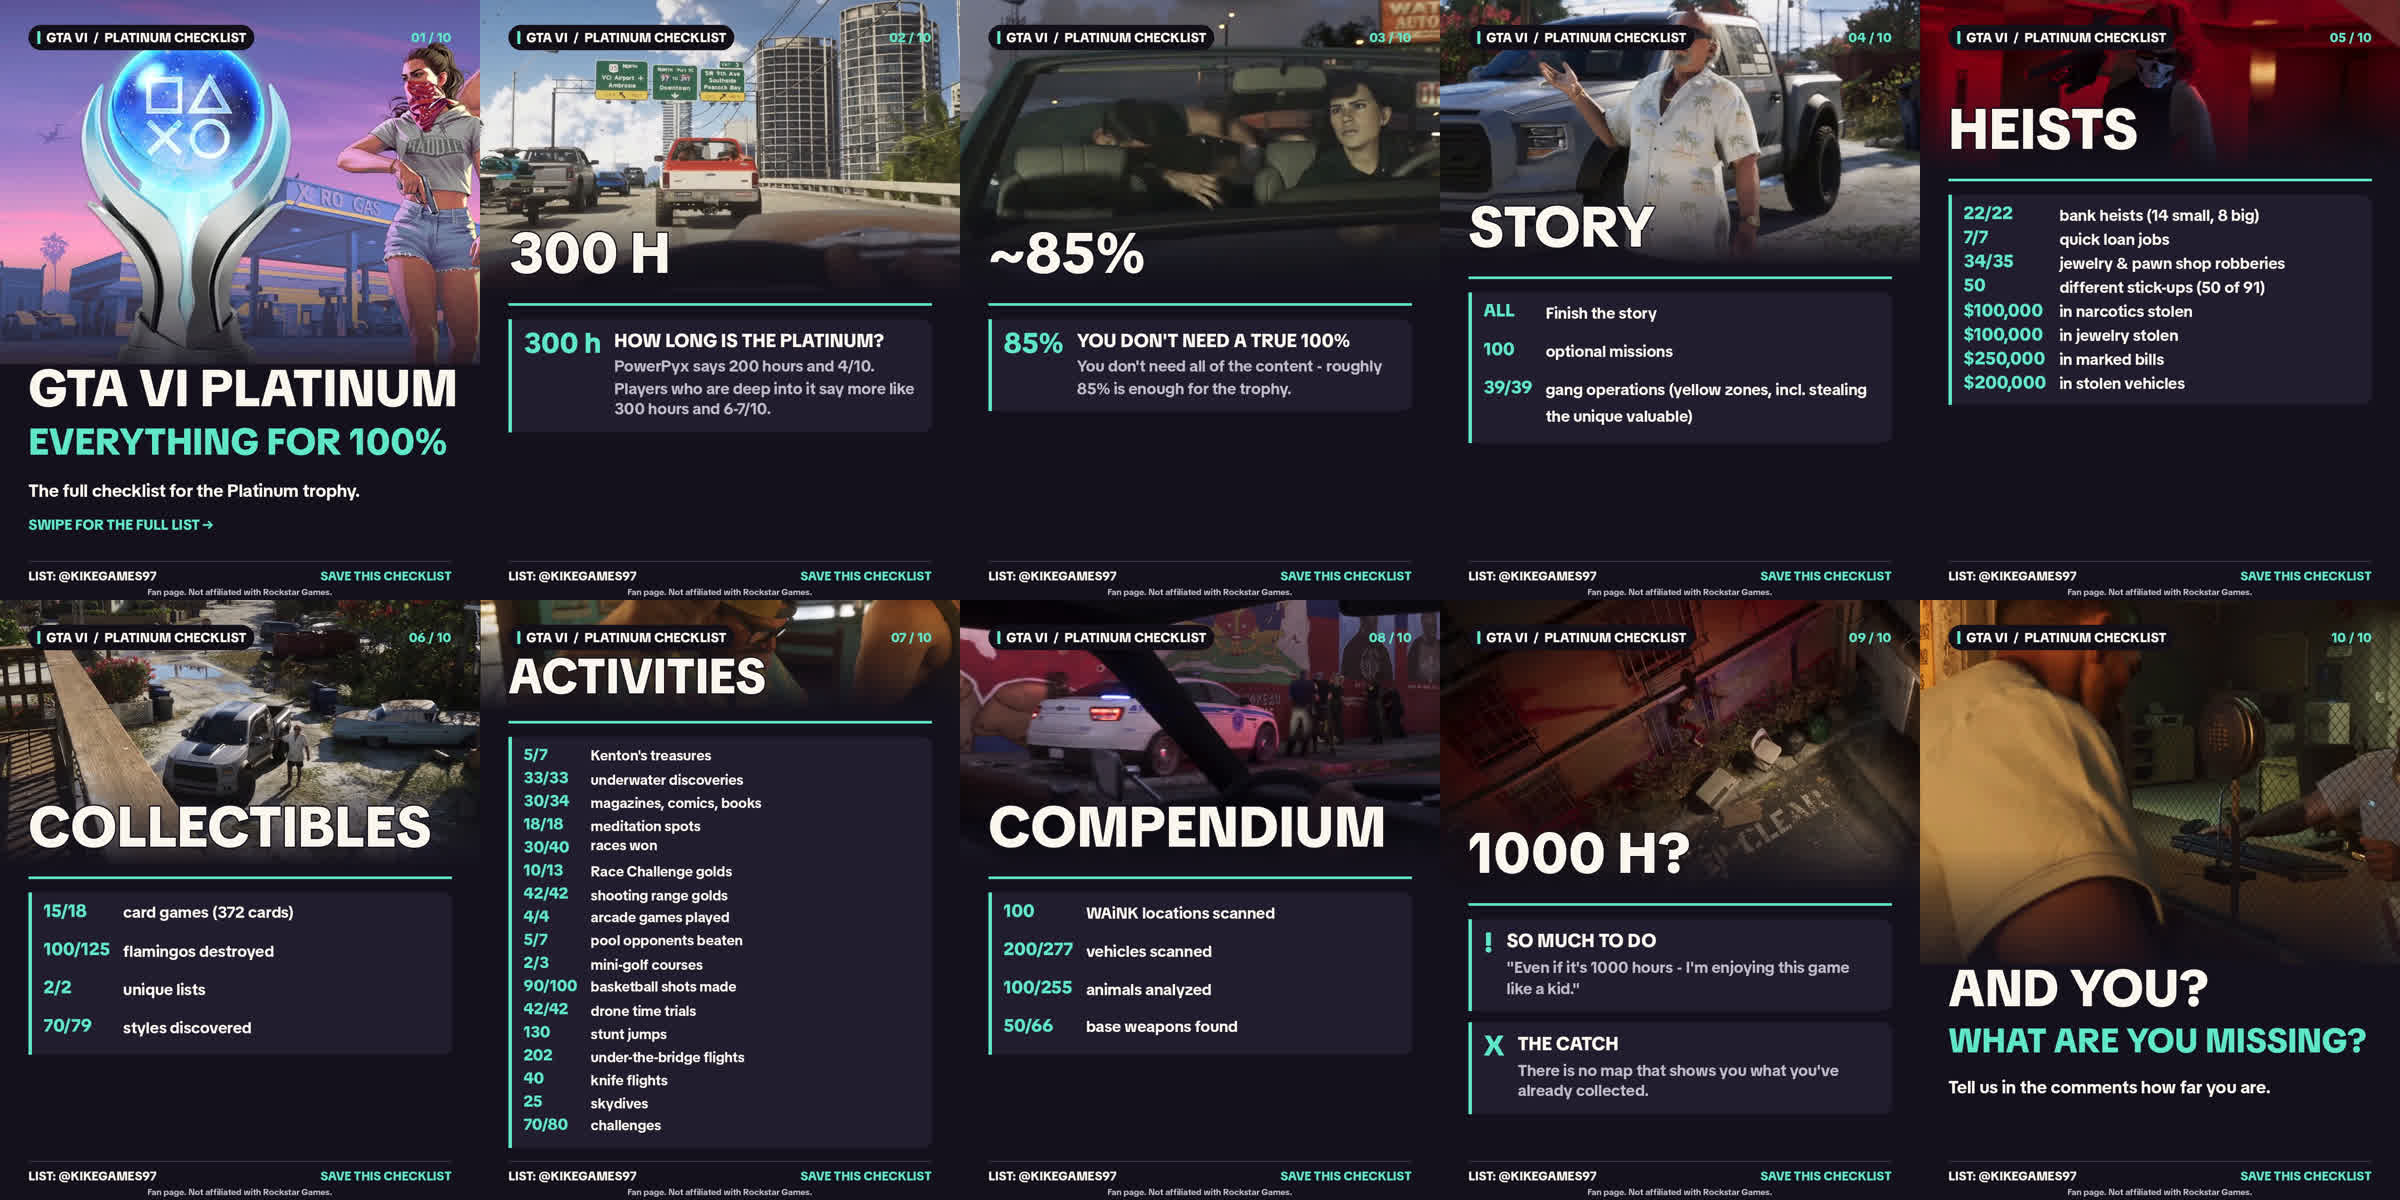 GTA VI / PLATINUM CHECKLIST
01 / 10
X RO GAS
GTA VI PLATINUM
EVERYTHING FOR 100%
The full checklist for the Platinum trophy.
SWIPE FOR THE FULL LIST →
LIST: @KIKEGAMES97
SAVE THIS CHECKLIST
Fan page. Not affiliated with Rockstar Games.
GTA VI / PLATINUM CHECKLIST
02 / 10
NORTH
VCI Airport
Ambrosia
Downtown
EXIT
SR 9th Ave
Southside
Peacock Bay
300 H
300 h
HOW LONG IS THE PLATINUM?
PowerPyx says 200 hours and 4/10.
Players who are deep into it say more like
300 hours and 6-7/10.
LIST: @KIKEGAMES97
SAVE THIS CHECKLIST
Fan page. Not affiliated with Rockstar Games.
GTA VI / PLATINUM CHECKLIST
03 / 10
WAT
AUTO
~85%
85%
YOU DON'T NEED A TRUE 100%
You don't need all of the content - roughly
85% is enough for the trophy.
LIST: @KIKEGAMES97
SAVE THIS CHECKLIST
Fan page. Not affiliated with Rockstar Games.
GTA VI / PLATINUM CHECKLIST
04 / 10
STORY
ALL Finish the story
100 optional missions
39/39 gang operations (yellow zones, incl. stealing
the unique valuable)
LIST: @KIKEGAMES97
SAVE THIS CHECKLIST
Fan page. Not affiliated with Rockstar Games.
GTA VI / PLATINUM CHECKLIST
05 / 10
HEISTS
22/22 bank heists (14 small, 8 big)
7/7 quick loan jobs
34/35 jewelry & pawn shop robberies
50 different stick-ups (50 of 91)
$100,000 in narcotics stolen
$100,000 in jewelry stolen
$250,000 in marked bills
$200,000 in stolen vehicles
LIST: @KIKEGAMES97
SAVE THIS CHECKLIST
Fan page. Not affiliated with Rockstar Games.
GTA VI / PLATINUM CHECKLIST
06 / 10
COLLECTIBLES
15/18 card games (372 cards)
100/125 flamingos destroyed
2/2 unique lists
70/79 styles discovered
LIST: @KIKEGAMES97
SAVE THIS CHECKLIST
Fan page. Not affiliated with Rockstar Games.
GTA VI / PLATINUM CHECKLIST
07 / 10
ACTIVITIES
5/7 Kenton's treasures
33/33 underwater discoveries
30/34 magazines, comics, books
18/18 meditation spots
30/40 races won
10/13 Race Challenge golds
42/42 shooting range golds
4/4 arcade games played
5/7 pool opponents beaten
2/3 mini-golf courses
90/100 basketball shots made
42/42 drone time trials
130 stunt jumps
202 under-the-bridge flights
40 knife flights
25 skydives
70/80 challenges
LIST: @KIKEGAMES97
SAVE THIS CHECKLIST
Fan page. Not affiliated with Rockstar Games.
GTA VI / PLATINUM CHECKLIST
08 / 10
COMPENDIUM
100 WAiNK locations scanned
200/277 vehicles scanned
100/255 animals analyzed
50/66 base weapons found
LIST: @KIKEGAMES97
SAVE THIS CHECKLIST
Fan page. Not affiliated with Rockstar Games.
GTA VI / PLATINUM CHECKLIST
09 / 10
CLEAR
1000 H?
! SO MUCH TO DO
"Even if it's 1000 hours - I'm enjoying this game
like a kid."
X THE CATCH
There is no map that shows you what you've
already collected.
LIST: @KIKEGAMES97
SAVE THIS CHECKLIST
Fan page. Not affiliated with Rockstar Games.
GTA VI / PLATINUM CHECKLIST
10 / 10
AND YOU?
WHAT ARE YOU MISSING?
Tell us in the comments how far you are.
LIST: @KIKEGAMES97
SAVE THIS CHECKLIST
Fan page. Not affiliated with Rockstar Games.